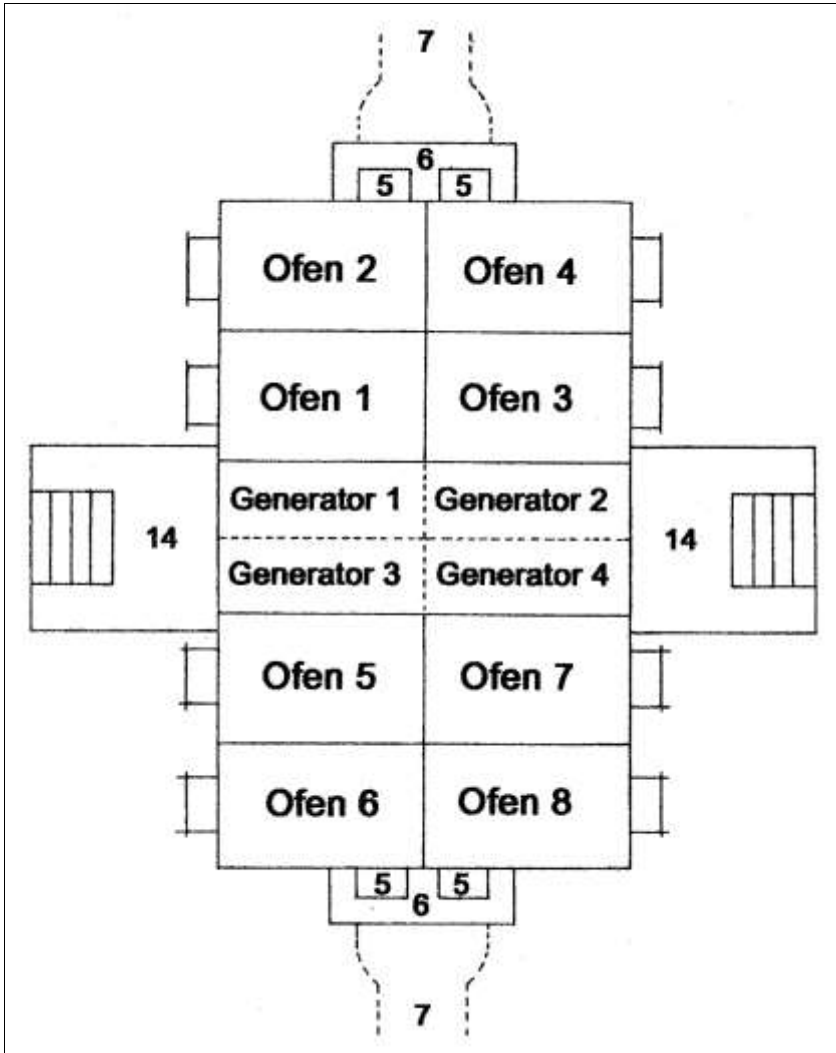 7
6
5 5
Ofen 2 Ofen 4
Ofen 1 Ofen 3
Generator 1 Generator 2
14 14
Generator 3 Generator 4
Ofen 5 Ofen 7
Ofen 6 Ofen 8
5 5
6
7